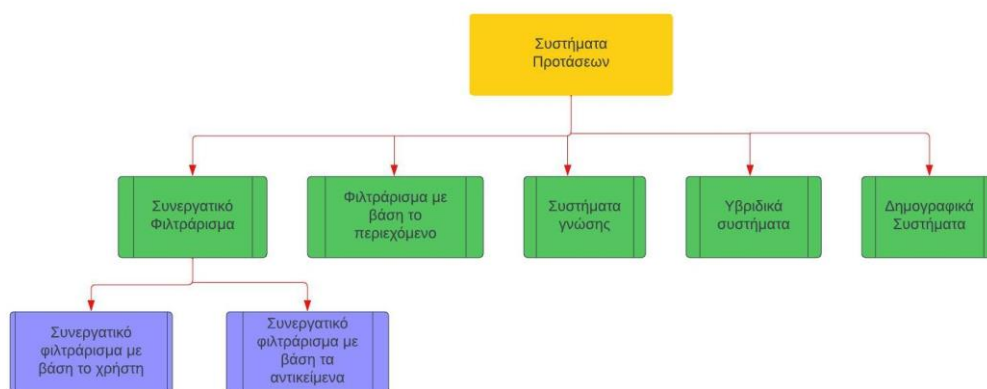 Συστήματα
Προτάσεων
Συνεργατικό
Φιλτράρισμα
Φιλτράρισμα με
βάση το
περιεχόμενο
Συστήματα
γνώσης
Υβριδικά
συστήματα
Δημογραφικά
Συστήματα
Συνεργατικό
φιλτράρισμα με
βάση το χρήστη
Συνεργατικό
φιλτράρισμα με
βάση τα
αντικείμενα